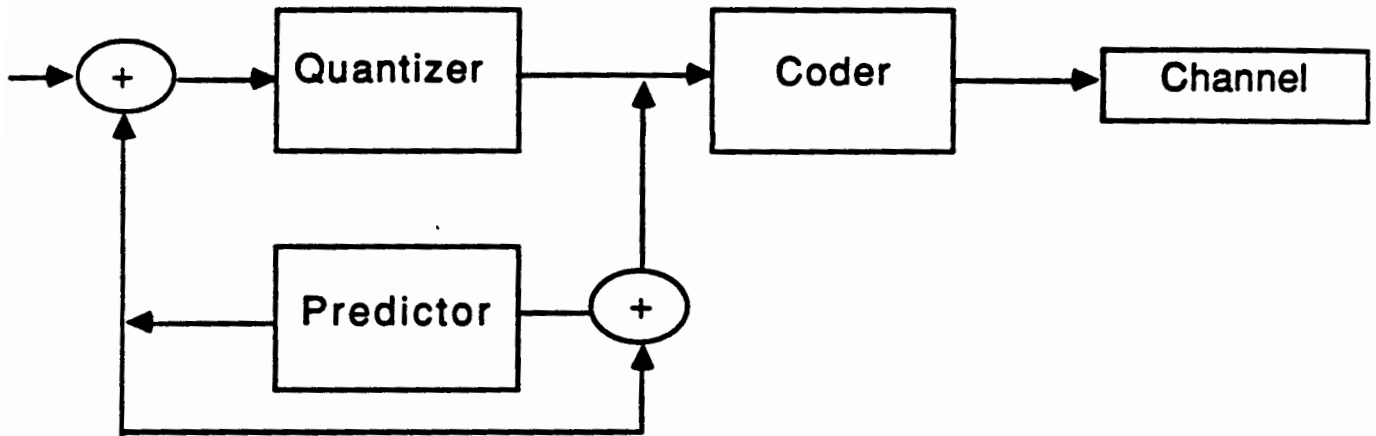 +
Quantizer
Coder
Channel
Predictor
+